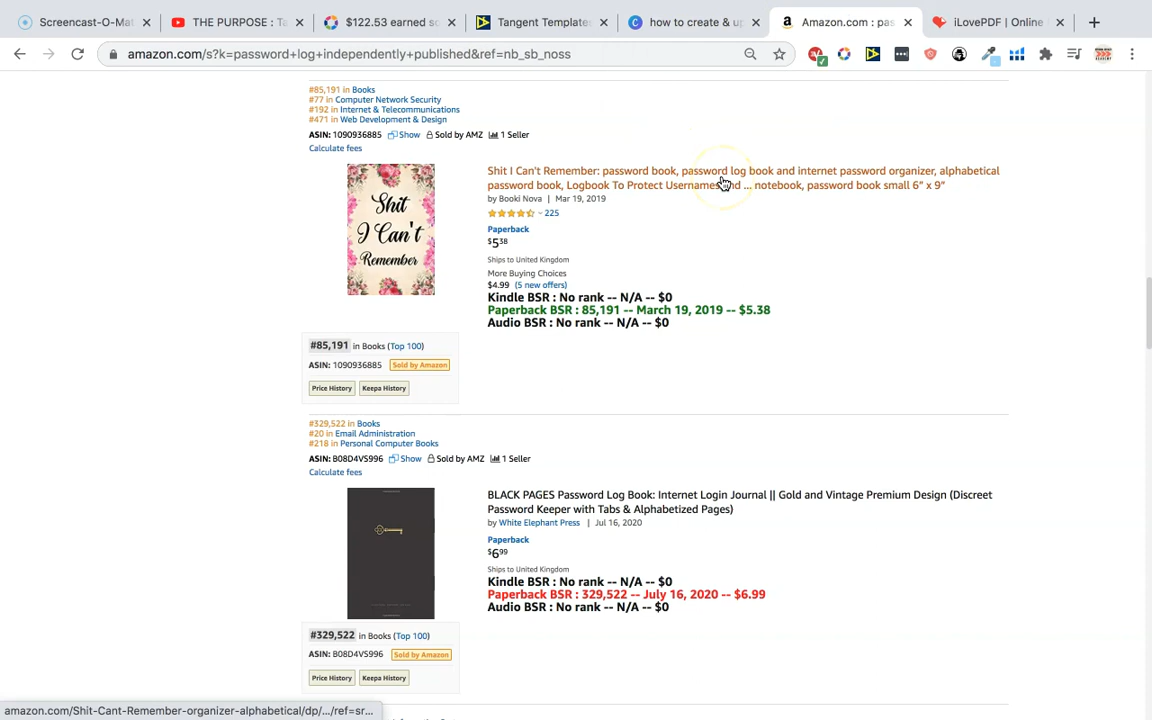 Screencast-O-Ma
THE PURPOSE : Ta
$122.53 earned so
Tangent Template
how to create & u
Amazon.com : pas
iLovePDF | Online
amazon.com/s?k=password+log+independently+published&ref=nb_sb_noss
#85,191 in Books
#77 in Computer Network Security
#192 in Internet & Telecommunications
#471 in Web Development & Design
ASIN: 1090936885 Show Sold by AMZ 1 Seller
Calculate fees
Shit I Can't Remember: password book, password log book and internet password organizer, alphabetical
password book, Logbook To Protect Usernames and ... notebook, password book small 6” x 9”
by Booki Nova | Mar 19, 2019
225
Paperback
$5.38
Ships to United Kingdom
More Buying Choices
$4.99 (5 new offers)
Kindle BSR : No rank -- N/A -- $0
Paperback BSR : 85,191 -- March 19, 2019 -- $5.38
Audio BSR : No rank -- N/A -- $0
Shit
I Can't
Remember
#85,191 in Books (Top 100)
ASIN: 1090936885 Sold by Amazon
Price History Keepa History
#329,522 in Books
#20 in Email Administration
#218 in Personal Computer Books
ASIN: B08D4VS996 Show Sold by AMZ 1 Seller
Calculate fees
BLACK PAGES Password Log Book: Internet Login Journal || Gold and Vintage Premium Design (Discreet
Password Keeper with Tabs & Alphabetized Pages)
by White Elephant Press | Jul 16, 2020
Paperback
$6.99
Ships to United Kingdom
Kindle BSR : No rank -- N/A -- $0
Paperback BSR : 329,522 -- July 16, 2020 -- $6.99
Audio BSR : No rank -- N/A -- $0
#329,522 in Books (Top 100)
ASIN: B08D4VS996 Sold by Amazon
Price History Keepa History
amazon.com/Shit-Cant-Remember-organizer-alphabetical/dp/.../ref=sr...